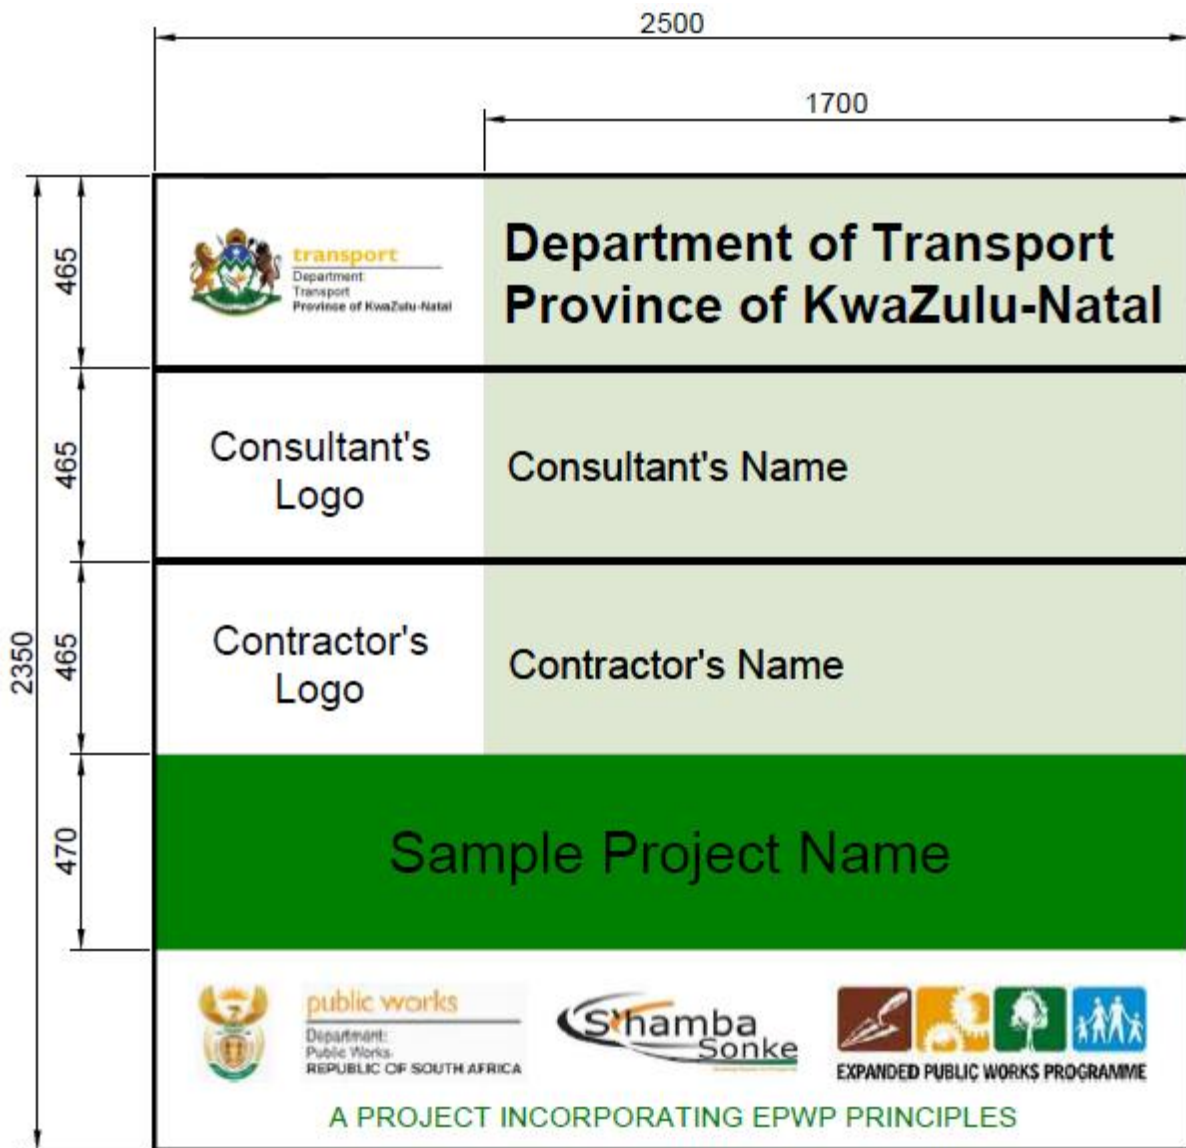 2500
1700
2350
465
transport
Department:
Transport
Province of KwaZulu-Natal
Department of Transport
Province of KwaZulu-Natal
465
Consultant's
Logo
Consultant's Name
465
Contractor's
Logo
Contractor's Name
470
Sample Project Name
public works
Department:
Public Works
REPUBLIC OF SOUTH AFRICA
S'hamba
Sonke
EXPANDED PUBLIC WORKS PROGRAMME
A PROJECT INCORPORATING EPWP PRINCIPLES